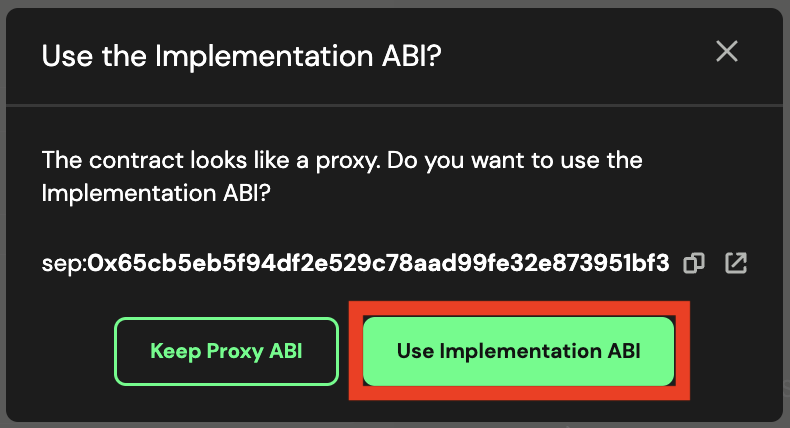 Use the Implementation ABI?
The contract looks like a proxy. Do you want to use the
Implementation ABI?
sep:0x65cb5eb5f94df2e529c78aad99fe32e873951bf3
Keep Proxy ABI
Use Implementation ABI